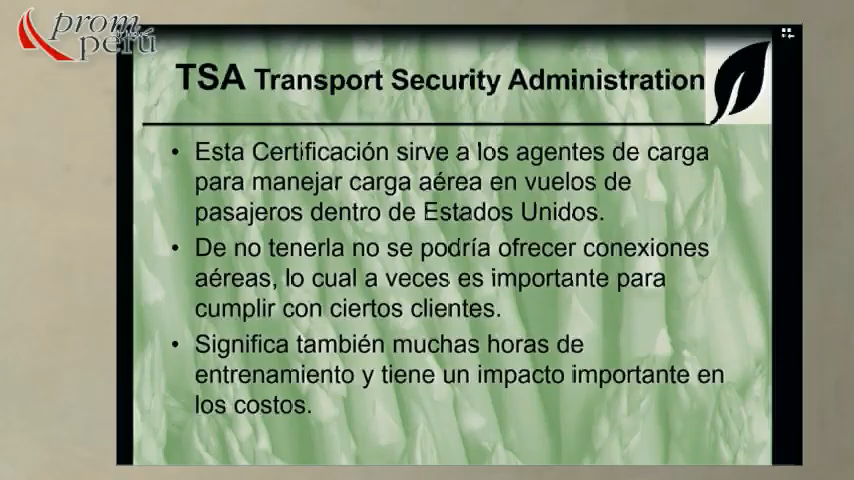 prom
perú
TSA Transport Security Administration
• Esta Certificación sirve a los agentes de carga
para manejar carga aérea en vuelos de
pasajeros dentro de Estados Unidos.
• De no tenerla no se podría ofrecer conexiones
aéreas, lo cual a veces es importante para
cumplir con ciertos clientes.
• Significa también muchas horas de
entrenamiento y tiene un impacto importante en
los costos.